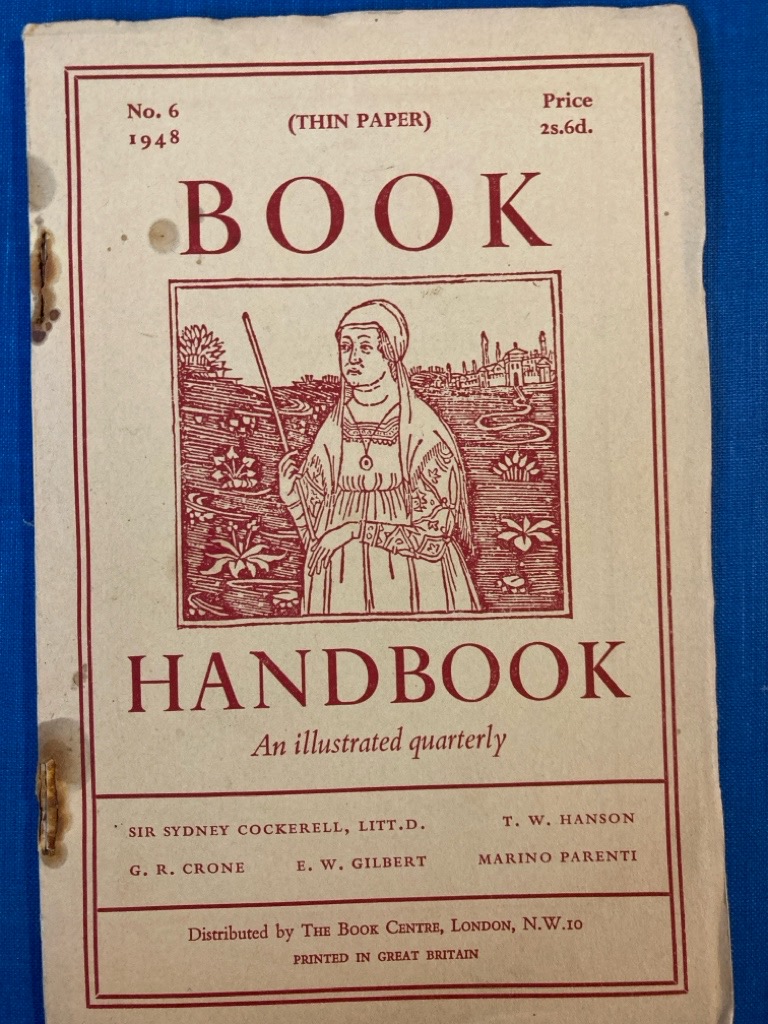 No. 6 (THIN PAPER) Price
1948 2s.6d.
BOOK
HANDBOOK
An illustrated quarterly
SIR SYDNEY COCKERELL, LITT.D. T. W. HANSON
G. R. CRONE E. W. GILBERT MARINO PARENTI
Distributed by THE BOOK CENTRE, LONDON, N.W.10
PRINTED IN GREAT BRITAIN